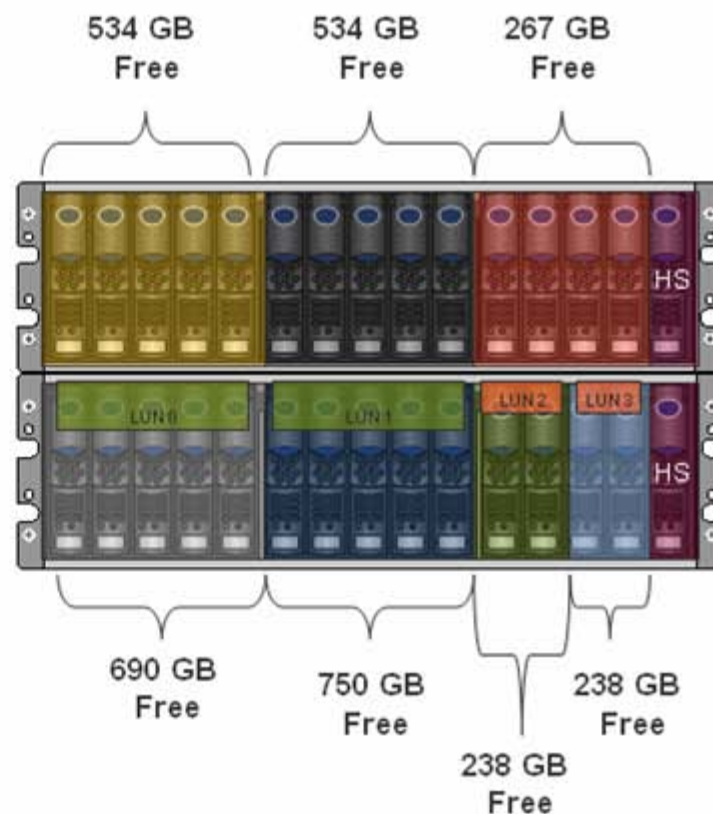 534 GB
Free
534 GB
Free
267 GB
Free
HS
LUN 0
LUN 1
LUN 2
LUN 3
HS
690 GB
Free
750 GB
Free
238 GB
Free
238 GB
Free